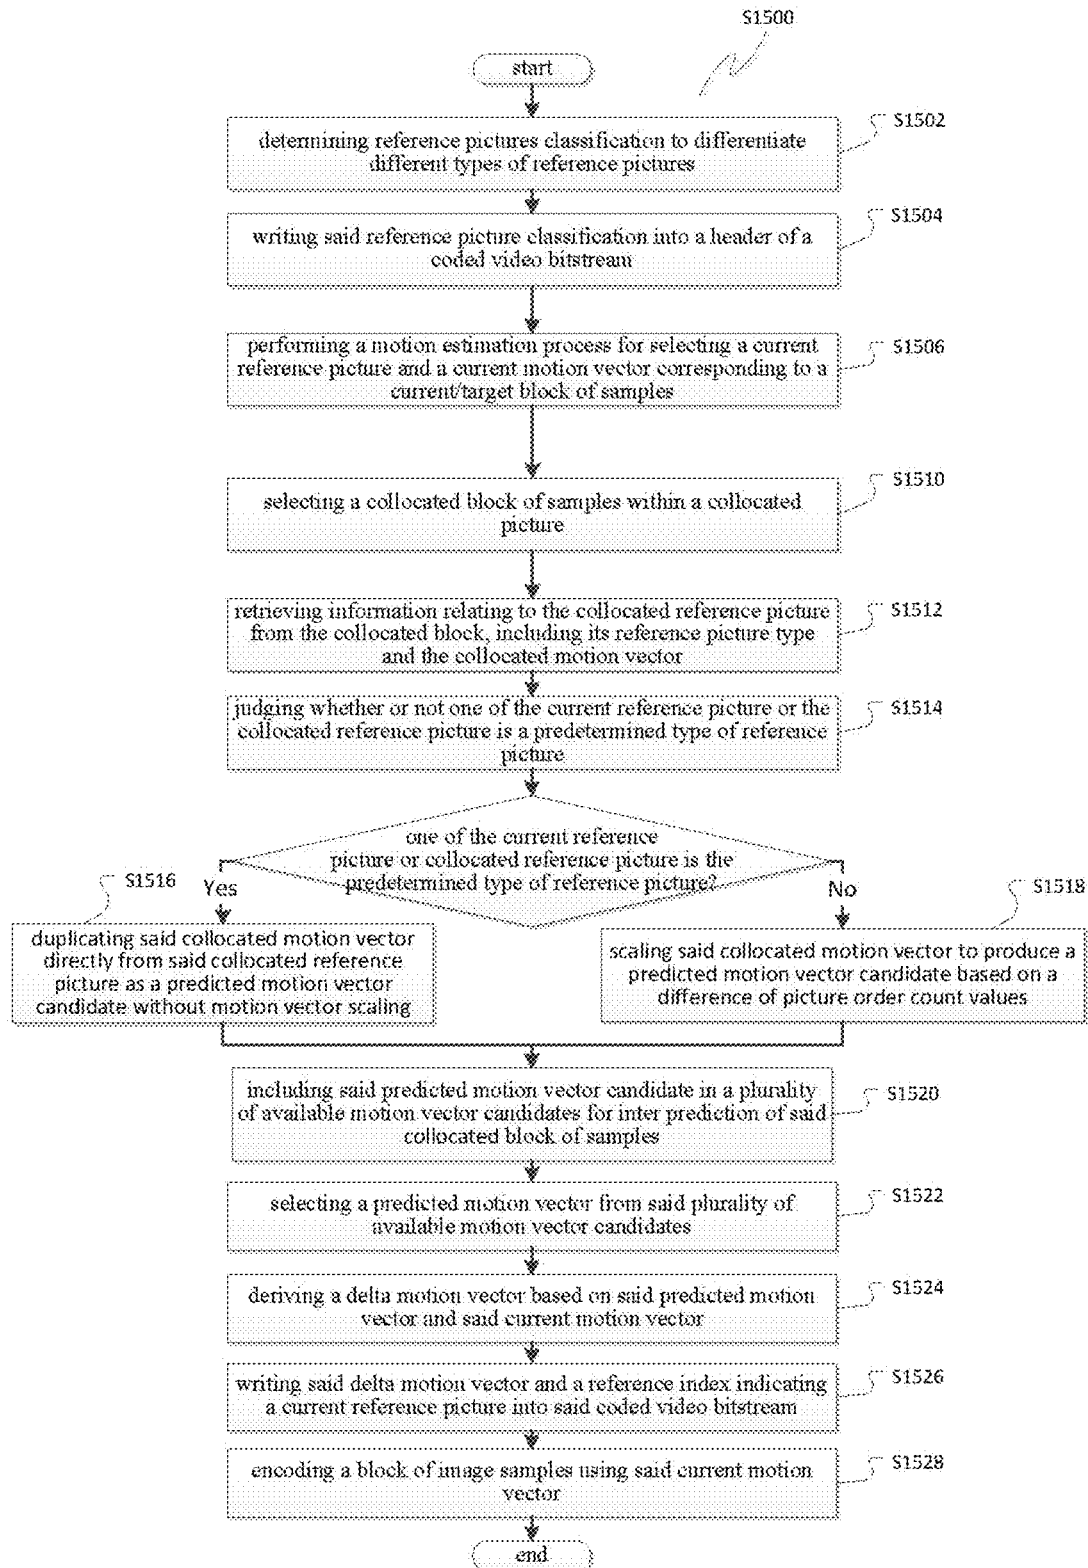 S1500
start
S1502
determining reference pictures classification to differentiate
different types of reference pictures
S1504
writing said reference picture classification into a header of a
coded video bitstream
S1506
performing a motion estimation process for selecting a current
reference picture and a current motion vector corresponding to a
current/target block of samples
S1510
selecting a collocated block of samples within a collocated
picture
S1512
retrieving information relating to the collocated reference picture
from the collocated block, including its reference picture type
and the collocated motion vector
S1514
judging whether or not one of the current reference picture or the
collocated reference picture is a predetermined type of reference
picture
one of the current reference
picture or collocated reference picture is the
predetermined type of reference picture?
S1516
Yes
No
S1518
duplicating said collocated motion vector
directly from said collocated reference
picture as a predicted motion vector
candidate without motion vector scaling
scaling said collocated motion vector to produce a
predicted motion vector candidate based on a
difference of picture order count values
S1520
including said predicted motion vector candidate in a plurality
of available motion vector candidates for inter prediction of said
collocated block of samples
S1522
selecting a predicted motion vector from said plurality of
available motion vector candidates
S1524
deriving a delta motion vector based on said predicted motion
vector and said current motion vector
S1526
writing said delta motion vector and a reference index indicating
a current reference picture into said coded video bitstream
S1528
encoding a block of image samples using said current motion
vector
end